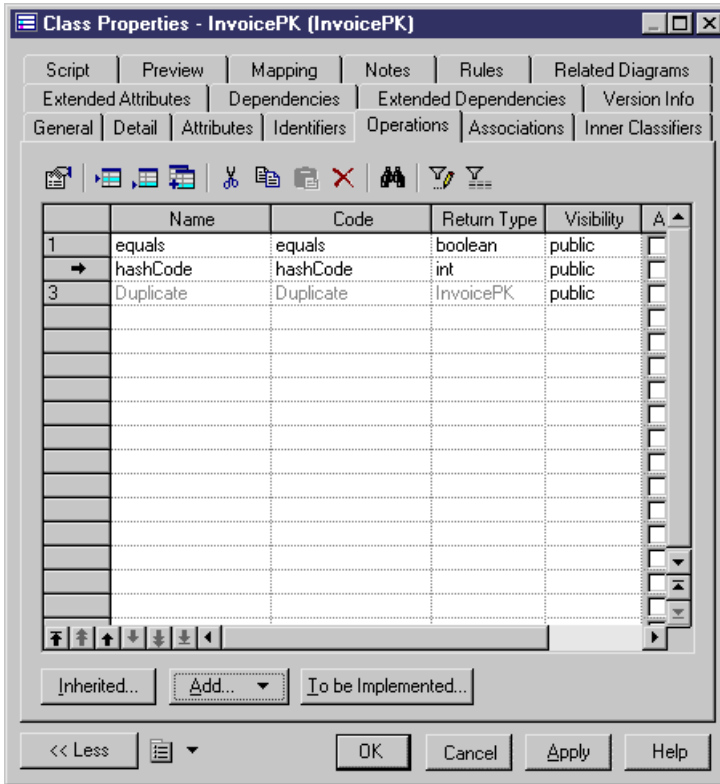 Class Properties - InvoicePK (InvoicePK)
Script Preview Mapping Notes Rules Related Diagrams
Extended Attributes Dependencies Extended Dependencies Version Info
General Detail Attributes Identifiers Operations Associations Inner Classifiers
Name Code Return Type Visibility A
1 equals equals boolean public
hashCode hashCode int public
3 Duplicate Duplicate InvoicePK public
Inherited... Add... To be Implemented...
<< Less OK Cancel Apply Help